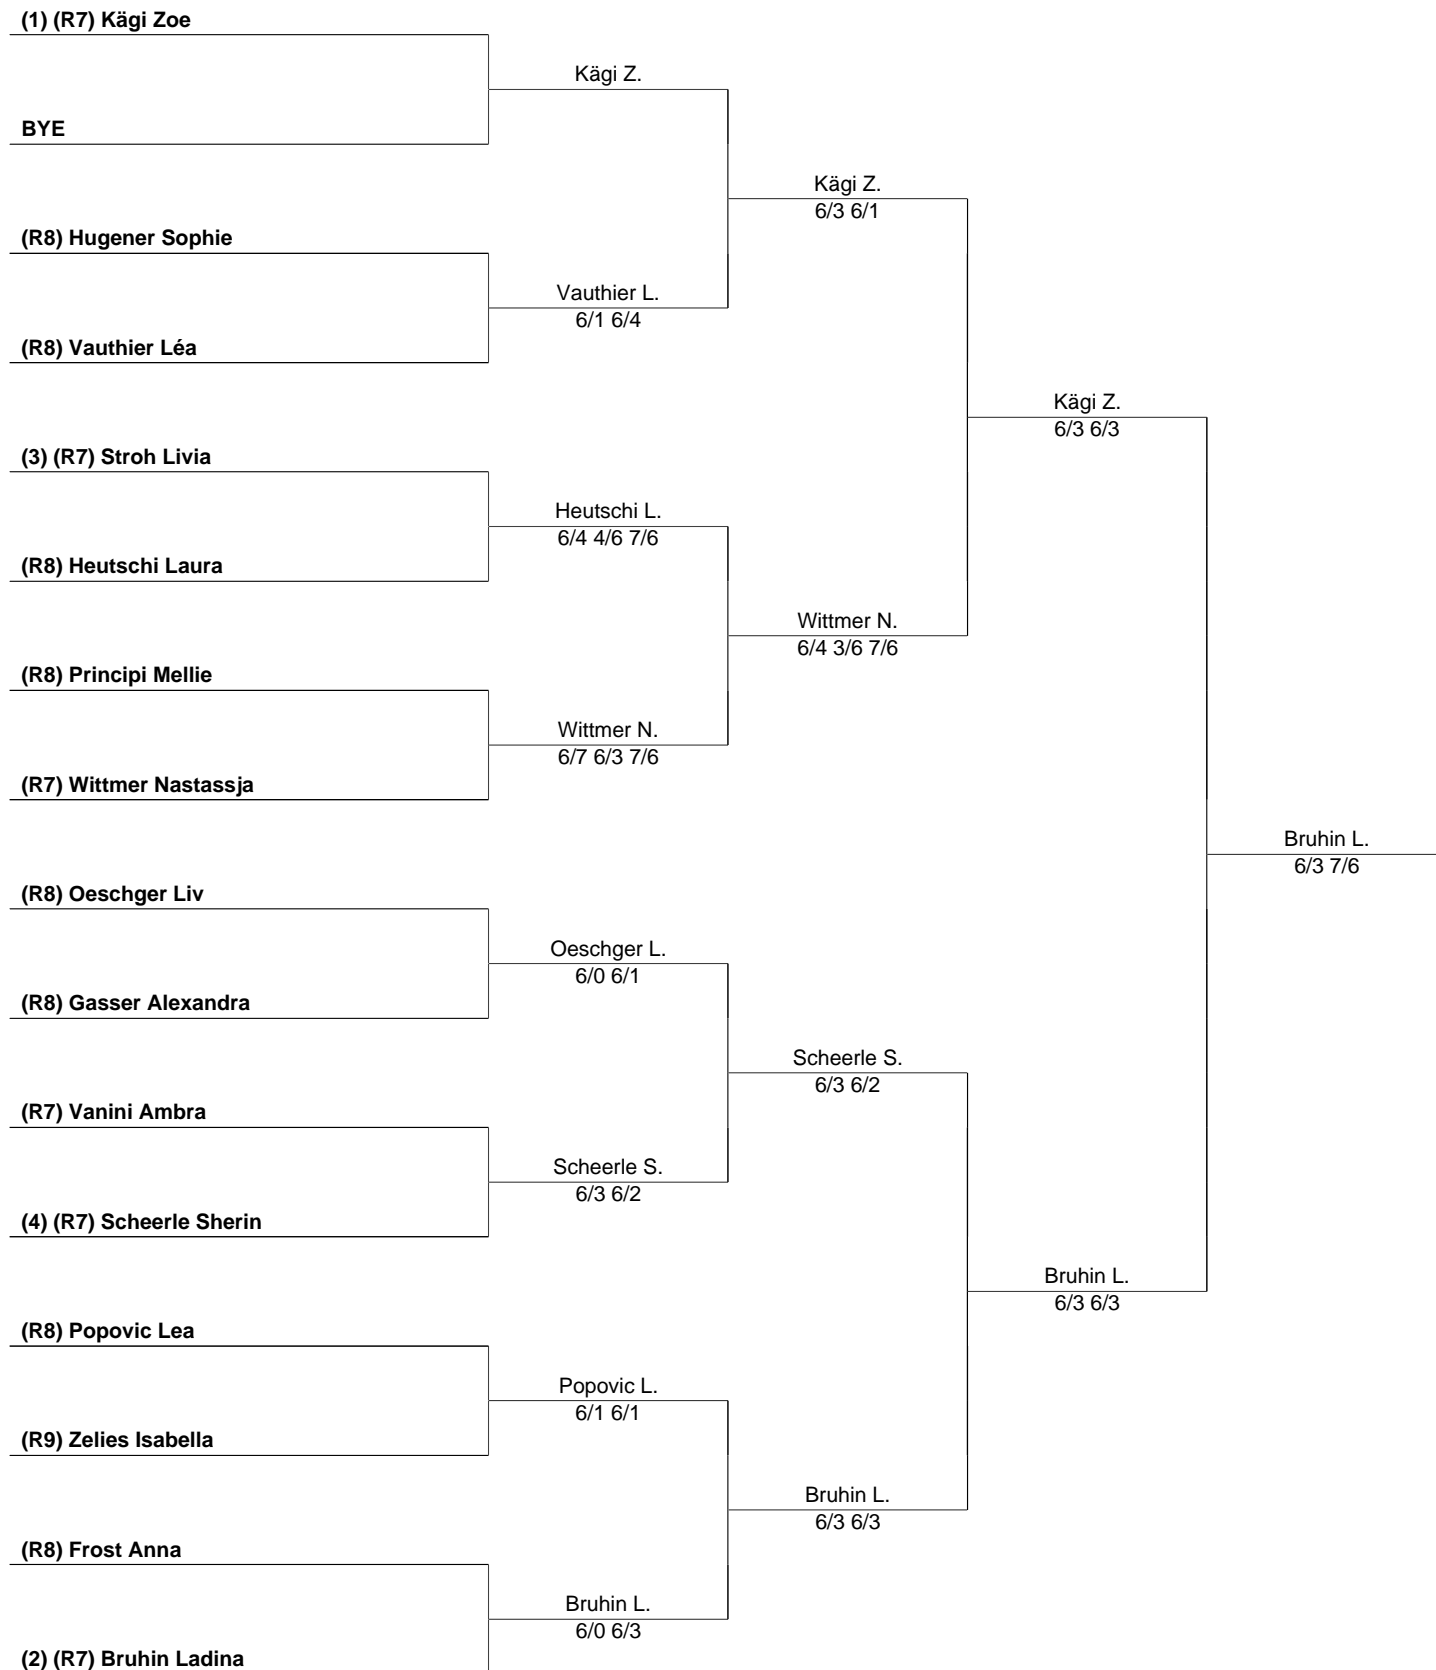 (1) (R7) Kägi Zoe
Kägi Z.
BYE
Kägi Z.
6/3 6/1
(R8) Hugener Sophie
Vauthier L.
6/1 6/4
(R8) Vauthier Léa
Kägi Z.
6/3 6/3
(3) (R7) Stroh Livia
Heutschi L.
6/4 4/6 7/6
(R8) Heutschi Laura
Wittmer N.
6/4 3/6 7/6
(R8) Principi Mellie
Wittmer N.
6/7 6/3 7/6
(R7) Wittmer Nastassja
Bruhin L.
6/3 7/6
(R8) Oeschger Liv
Oeschger L.
6/0 6/1
(R8) Gasser Alexandra
Scheerle S.
6/3 6/2
(R7) Vanini Ambra
Scheerle S.
6/3 6/2
(4) (R7) Scheerle Sherin
Bruhin L.
6/3 6/3
(R8) Popovic Lea
Popovic L.
6/1 6/1
(R9) Zelies Isabella
Bruhin L.
6/3 6/3
(R8) Frost Anna
Bruhin L.
6/0 6/3
(2) (R7) Bruhin Ladina